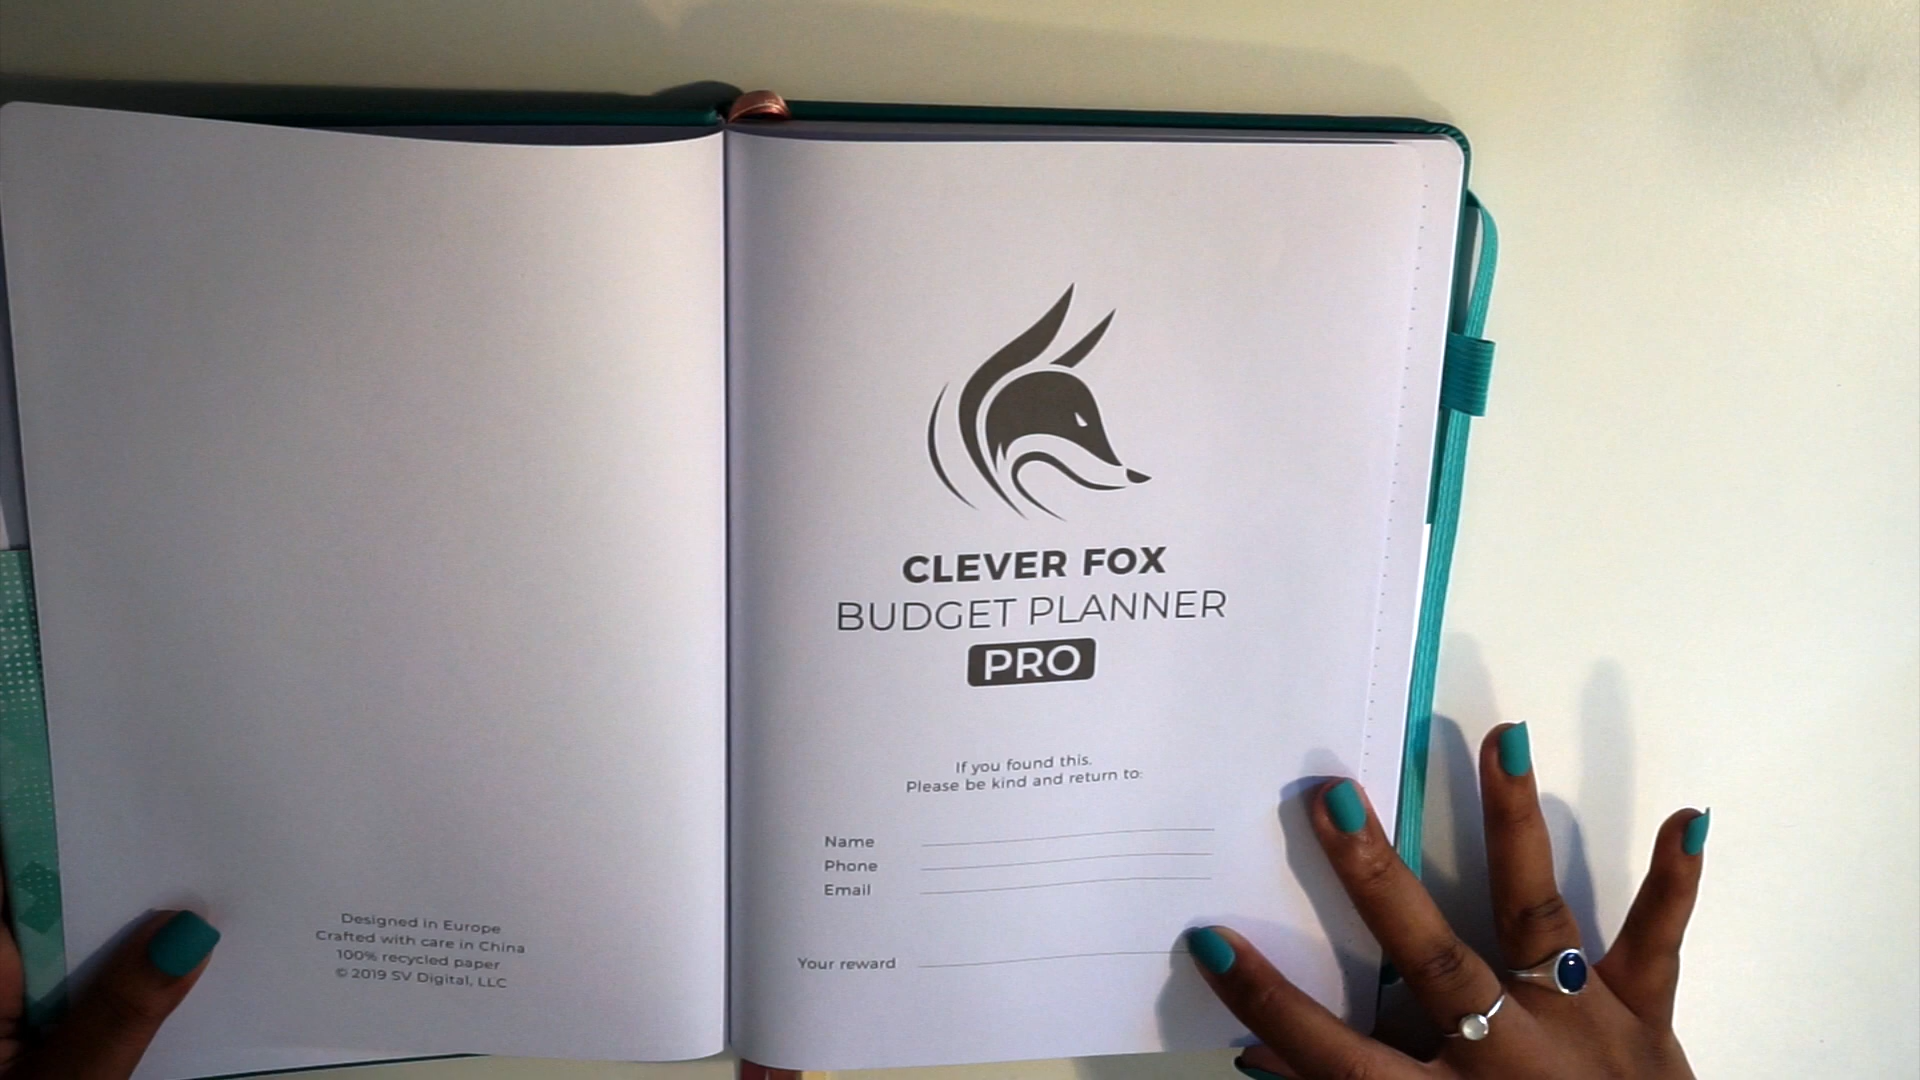 Designed in Europe
Crafted with care in China
100% recycled paper
© 2019 SV Digital, LLC
CLEVER FOX
BUDGET PLANNER
PRO
If you found this.
Please be kind and return to:
Name
Phone
Email
Your reward